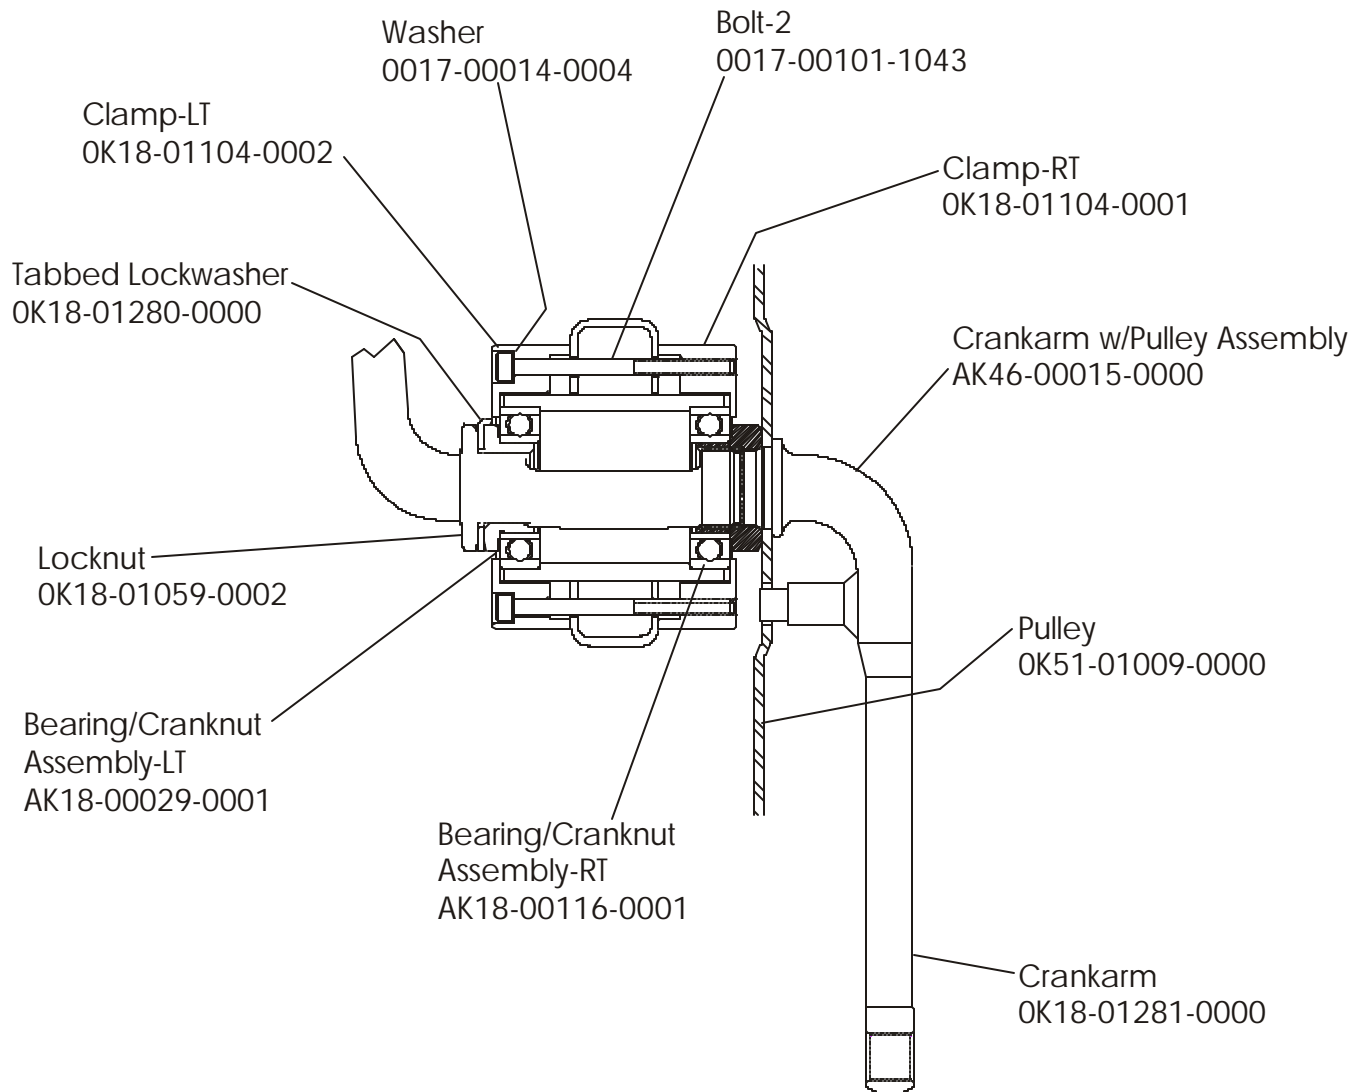 Washer
0017-00014-0004
Bolt-2
0017-00101-1043
Clamp-LT
0K18-01104-0002
Clamp-RT
0K18-01104-0001
Tabbed Lockwasher
0K18-01280-0000
Crankarm w/Pulley Assembly
AK46-00015-0000
Locknut
0K18-01059-0002
Pulley
0K51-01009-0000
Bearing/Cranknut
Assembly-LT
AK18-00029-0001
Bearing/Cranknut
Assembly-RT
AK18-00116-0001
Crankarm
0K18-01281-0000